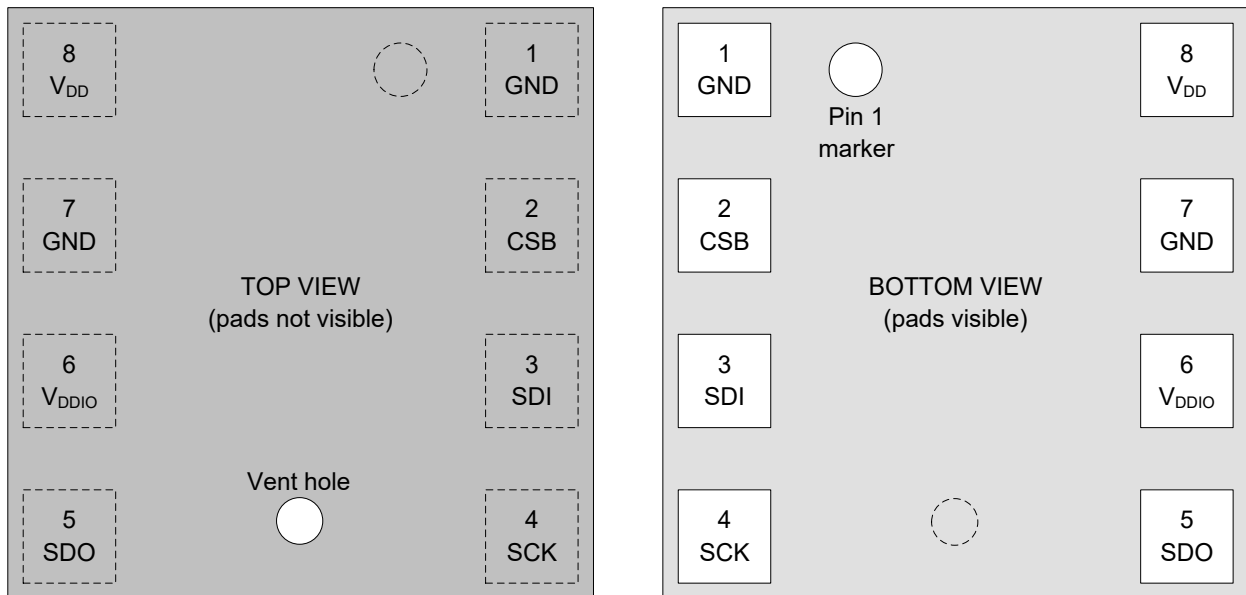 8
VDD
1
GND
7
GND
2
CSB
TOP VIEW
(pads not visible)
6
VDDIO
3
SDI
Vent hole
5
SDO
4
SCK
1
GND
Pin 1
marker
8
VDD
2
CSB
7
GND
BOTTOM VIEW
(pads visible)
3
SDI
6
VDDIO
4
SCK
5
SDO